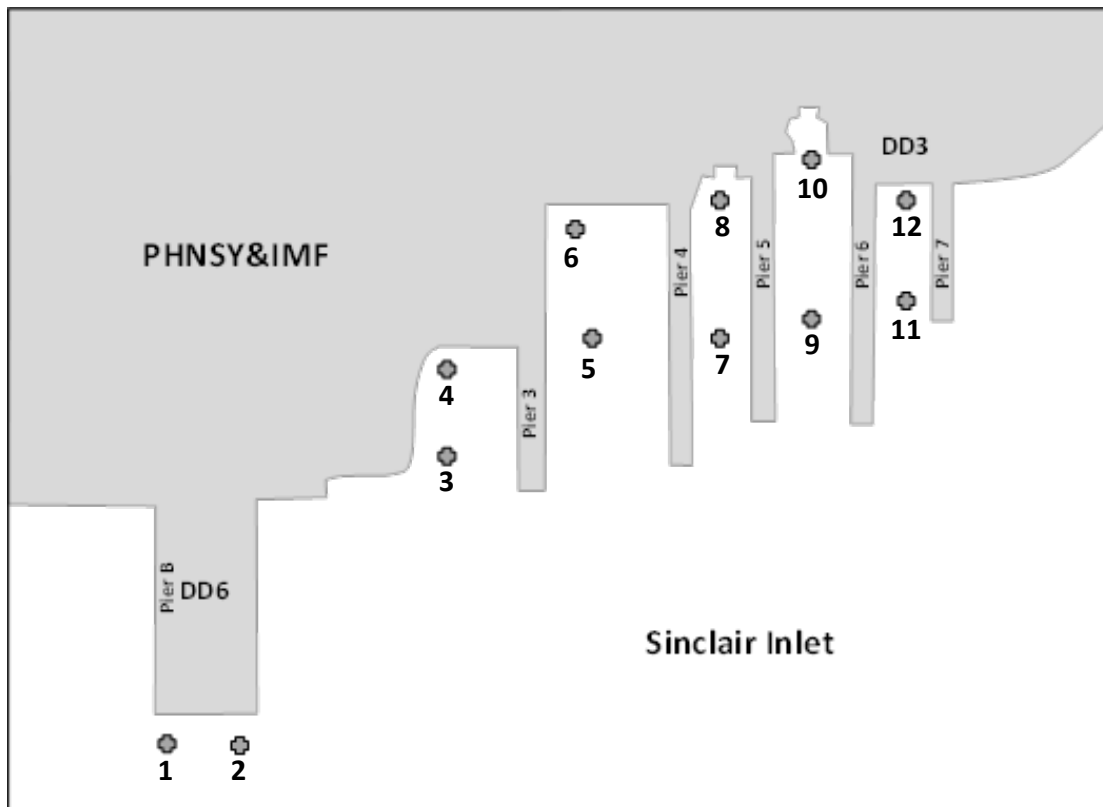 DD3
10
8
12
6
PHNSY&IMF
Pier 4
Pier 5
Pier 6
Pier 7
11
9
5
7
4
Pier 3
3
Pier B
DD6
Sinclair Inlet
1
2